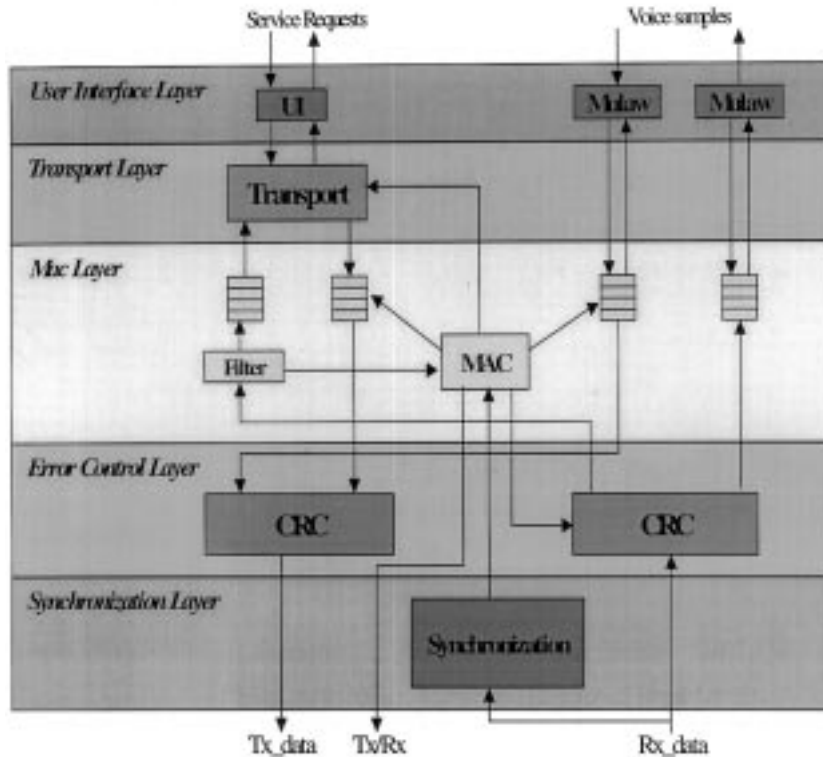 Service Requests
Voice samples
User Interface Layer
UI
Mulaw
Mulaw
Transport Layer
Transport
Mac Layer
Filter
MAC
Error Control Layer
CRC
CRC
Synchronization Layer
Synchronization
Tx_data
Tx/Rx
Rx_data